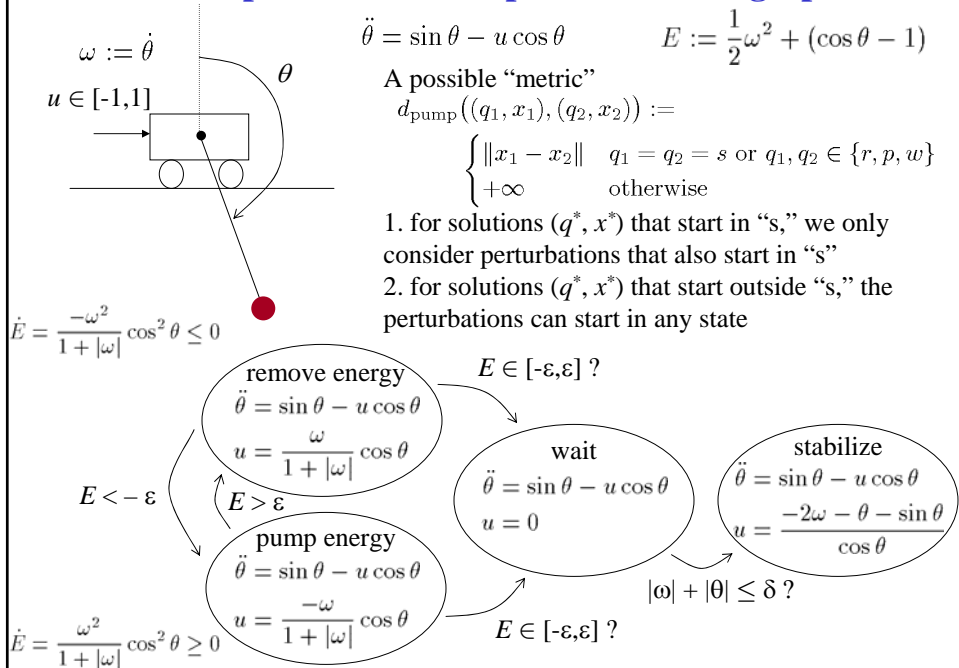 ω := θ̇
u ∈ [-1,1]
θ
θ̈ = sin θ − u cos θ
E := 1/2 ω² + (cos θ − 1)
A possible “metric”
d_pump((q₁, x₁), (q₂, x₂)) :=
{ ‖x₁ − x₂‖ q₁ = q₂ = s or q₁, q₂ ∈ {r, p, w}
+∞ otherwise
1. for solutions (q*, x*) that start in “s,” we only
consider perturbations that also start in “s”
2. for solutions (q*, x*) that start outside “s,” the
perturbations can start in any state
Ė = −ω²/(1 + |ω|) cos² θ ≤ 0
remove energy
θ̈ = sin θ − u cos θ
u = ω/(1 + |ω|) cos θ
E ∈ [-ε,ε] ?
E < − ε
E > ε
pump energy
θ̈ = sin θ − u cos θ
u = −ω/(1 + |ω|) cos θ
E ∈ [-ε,ε] ?
Ė = ω²/(1 + |ω|) cos² θ ≥ 0
wait
θ̈ = sin θ − u cos θ
u = 0
|ω| + |θ| ≤ δ ?
stabilize
θ̈ = sin θ − u cos θ
u = (−2ω − θ − sin θ)/cos θ